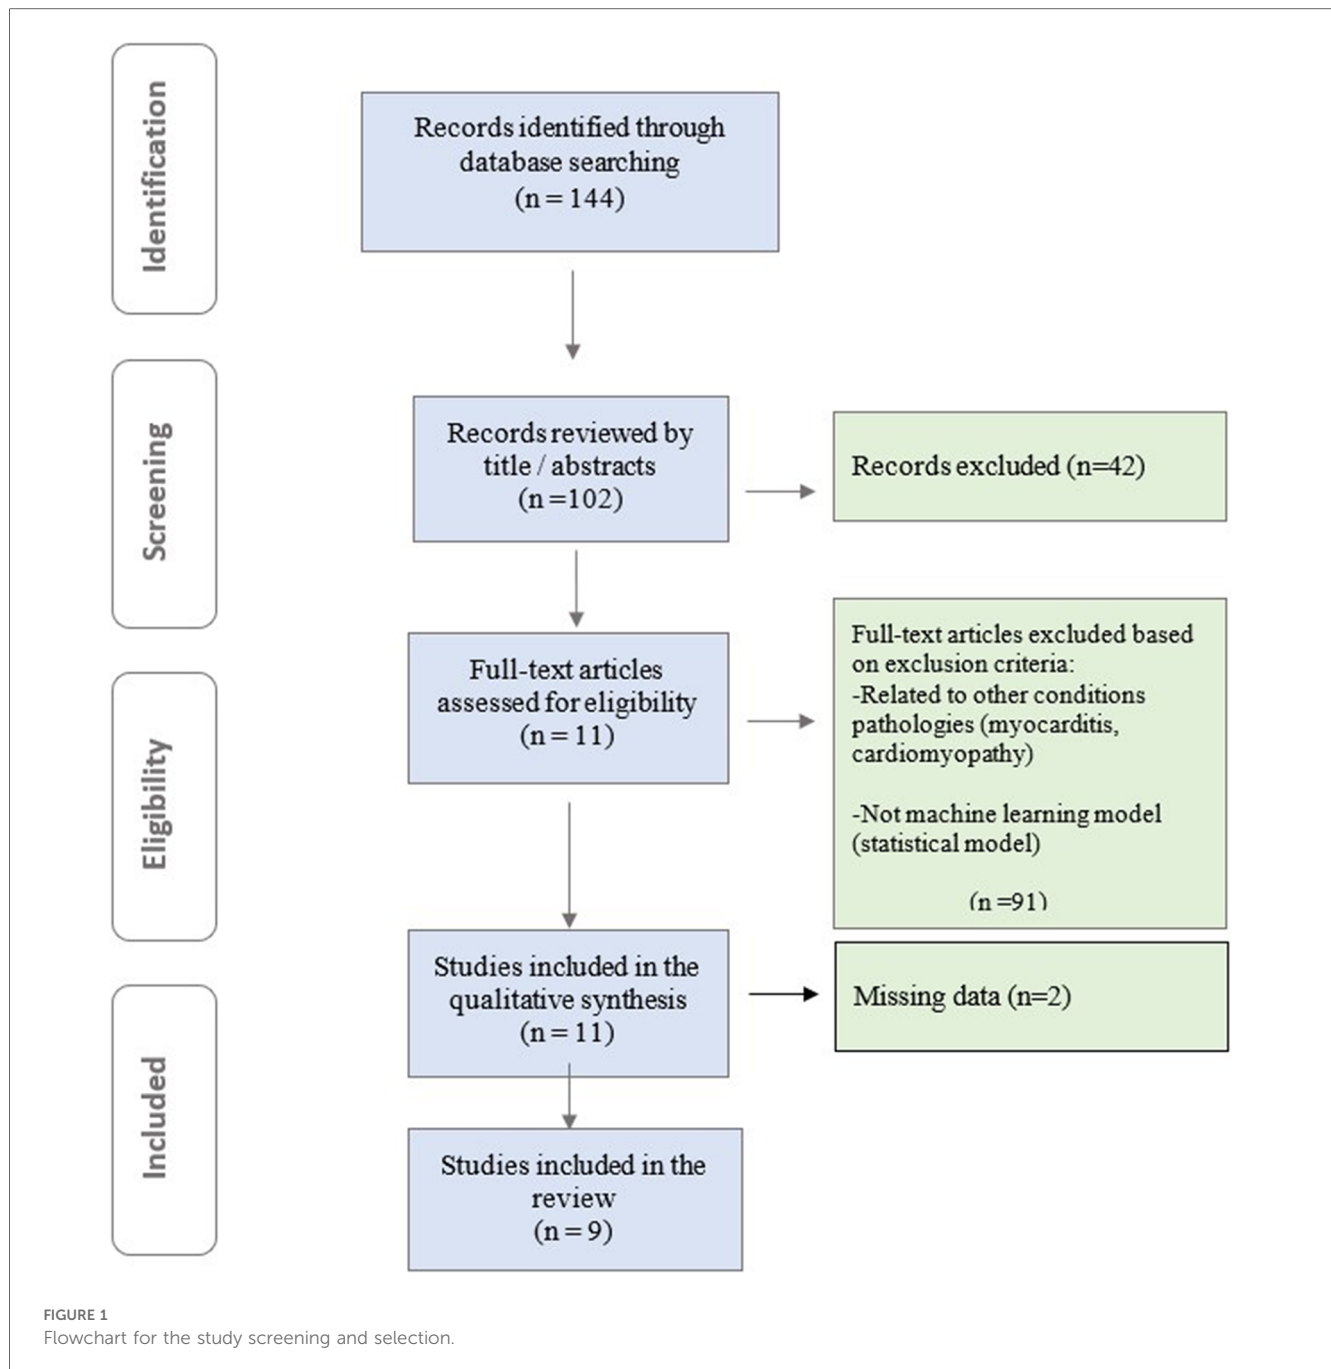 Identification
Records identified through
database searching
(n = 144)
Screening
Records reviewed by
title / abstracts
(n =102)
Records excluded (n=42)
Eligibility
Full-text articles
assessed for eligibility
(n = 11)
Full-text articles excluded based
on exclusion criteria:
-Related to other conditions
pathologies (myocarditis,
cardiomyopathy)
-Not machine learning model
(statistical model)
(n =91)
Included
Studies included in the
qualitative synthesis
(n = 11)
Missing data (n=2)
Studies included in the
review
(n = 9)
FIGURE 1
Flowchart for the study screening and selection.